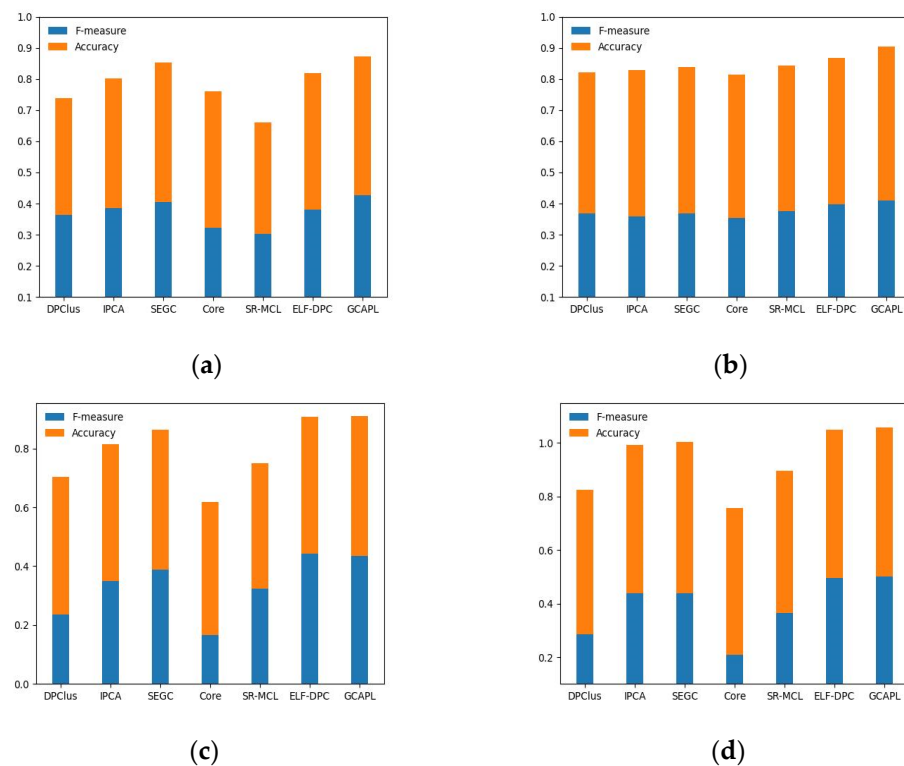 1.0
0.9
0.8
0.7
0.6
0.5
0.4
0.3
0.2
0.1
F-measure
Accuracy
DPClus IPCA SEGC Core SR-MCL ELF-DPC GCAPL
(a)
1.0
0.9
0.8
0.7
0.6
0.5
0.4
0.3
0.2
0.1
F-measure
Accuracy
DPClus IPCA SEGC Core SR-MCL ELF-DPC GCAPL
(b)
0.8
0.6
0.4
0.2
0.0
F-measure
Accuracy
DPClus IPCA SEGC Core SR-MCL ELF-DPC GCAPL
(c)
1.0
0.8
0.6
0.4
0.2
F-measure
Accuracy
DPClus IPCA SEGC Core SR-MCL ELF-DPC GCAPL
(d)